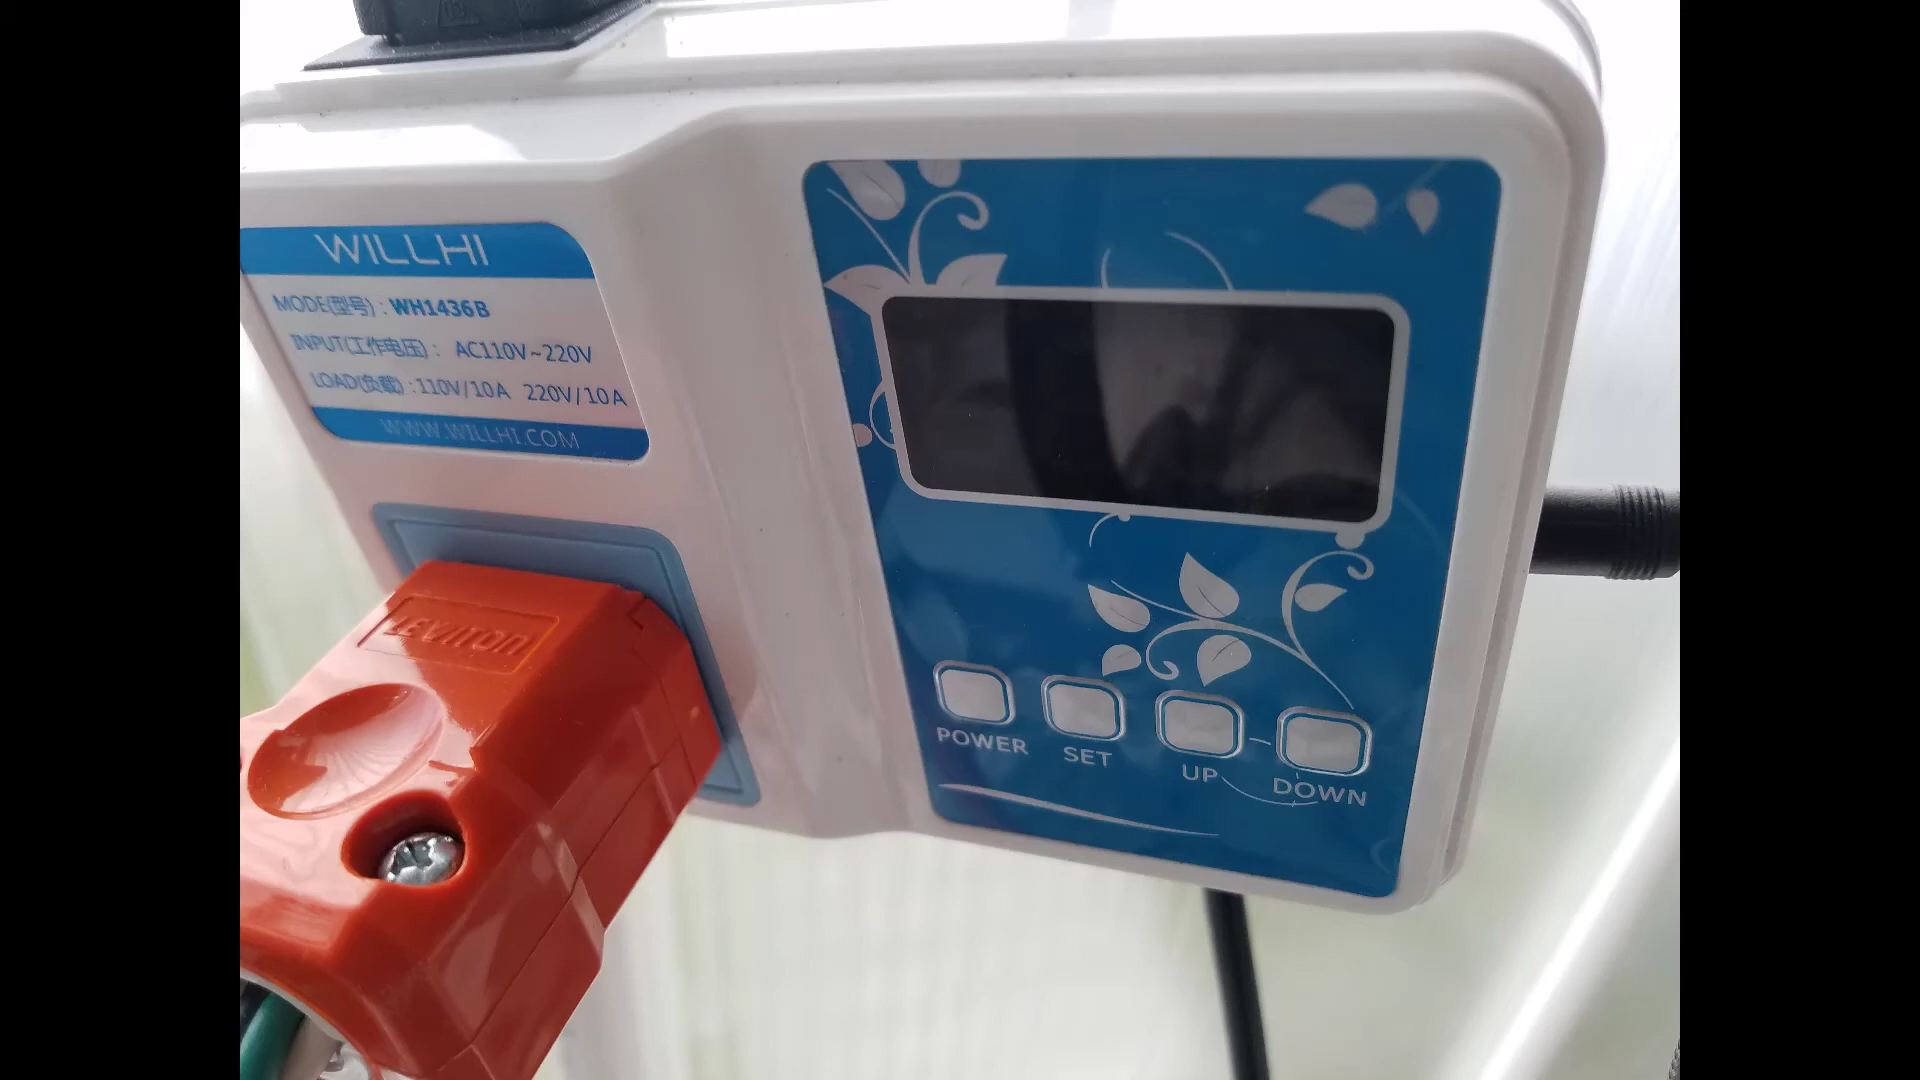 WILLHI
MODE(型号) : WH1436B
INPUT(工作电压) : AC110V~220V
LOAD(负载) : 110V/10A 220V/10A
WWW.WILLHI.COM
LEVITON
POWER
SET
UP
DOWN